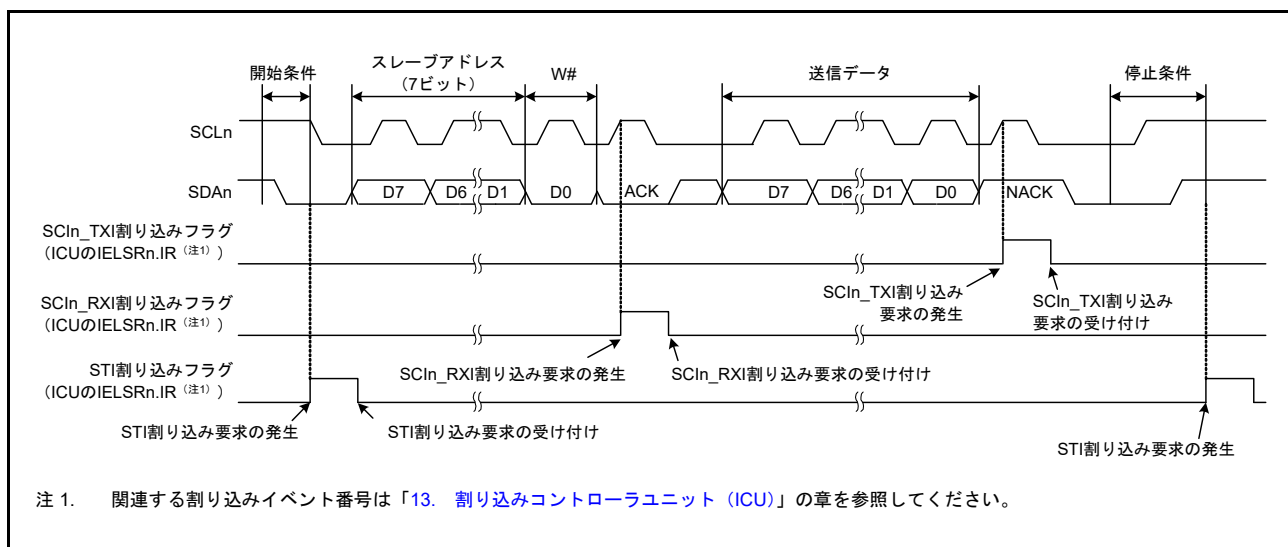 開始条件
スレーブアドレス
（7ビット）
W#
送信データ
停止条件
SCLn
SDAn
D7
D6
D1
D0
ACK
D7
D6
D1
D0
NACK
SCIn_TXI割り込みフラグ
（ICUのIELSRn.IR（注1））
SCIn_TXI割り込み
要求の発生
SCIn_TXI割り込み
要求の受け付け
SCIn_RXI割り込みフラグ
（ICUのIELSRn.IR（注1））
SCIn_RXI割り込み要求の発生
SCIn_RXI割り込み要求の受け付け
STI割り込みフラグ
（ICUのIELSRn.IR（注1））
STI割り込み要求の発生
STI割り込み要求の受け付け
STI割り込み要求の発生
注 1. 関連する割り込みイベント番号は「13. 割り込みコントローラユニット（ICU）」の章を参照してください。